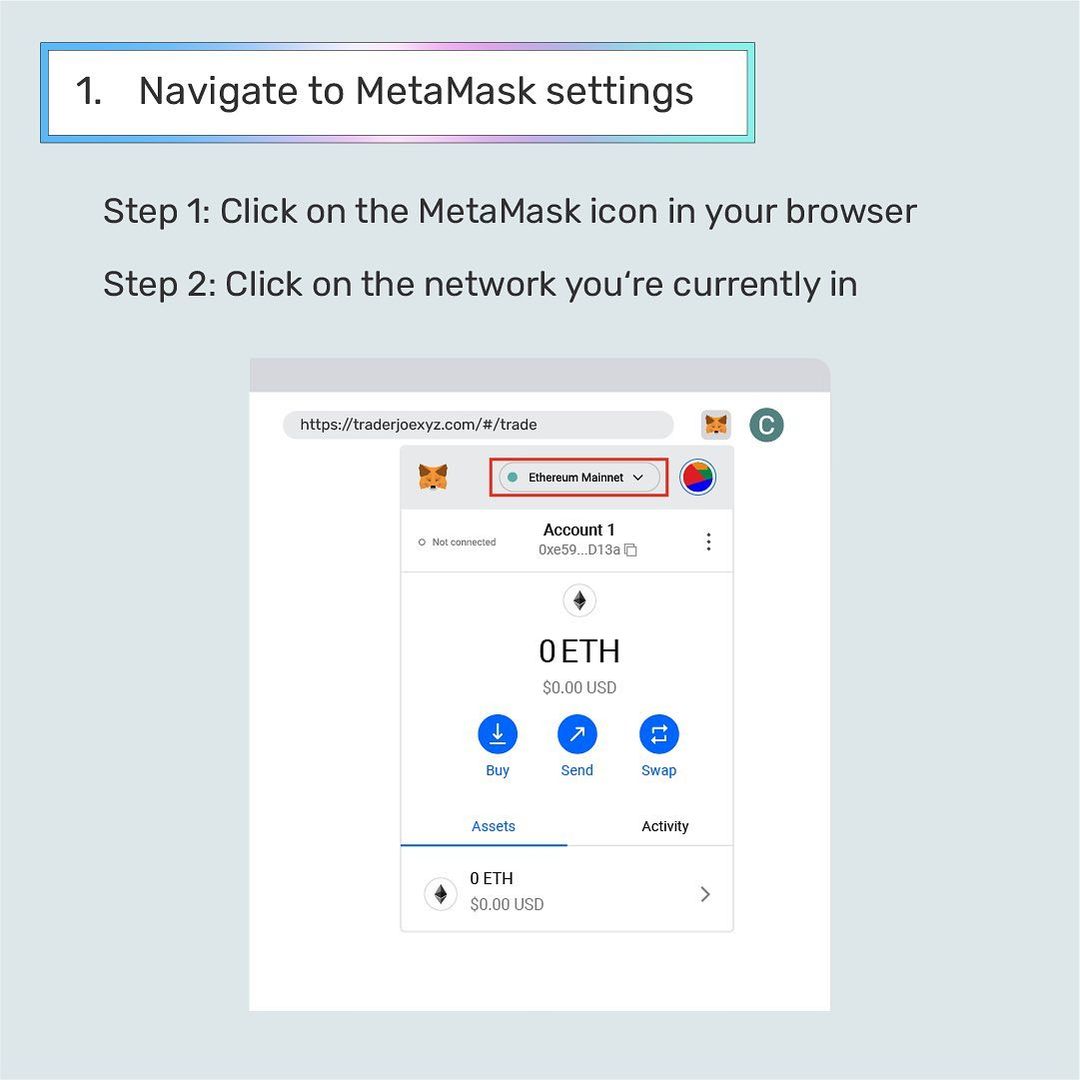 1. Navigate to MetaMask settings
Step 1: Click on the MetaMask icon in your browser
Step 2: Click on the network you‘re currently in
https://traderjoexyz.com/#/trade
C
Ethereum Mainnet
Account 1
Not connected
0xe59...D13a
0 ETH
$0.00 USD
Buy Send Swap
Assets Activity
0 ETH
$0.00 USD